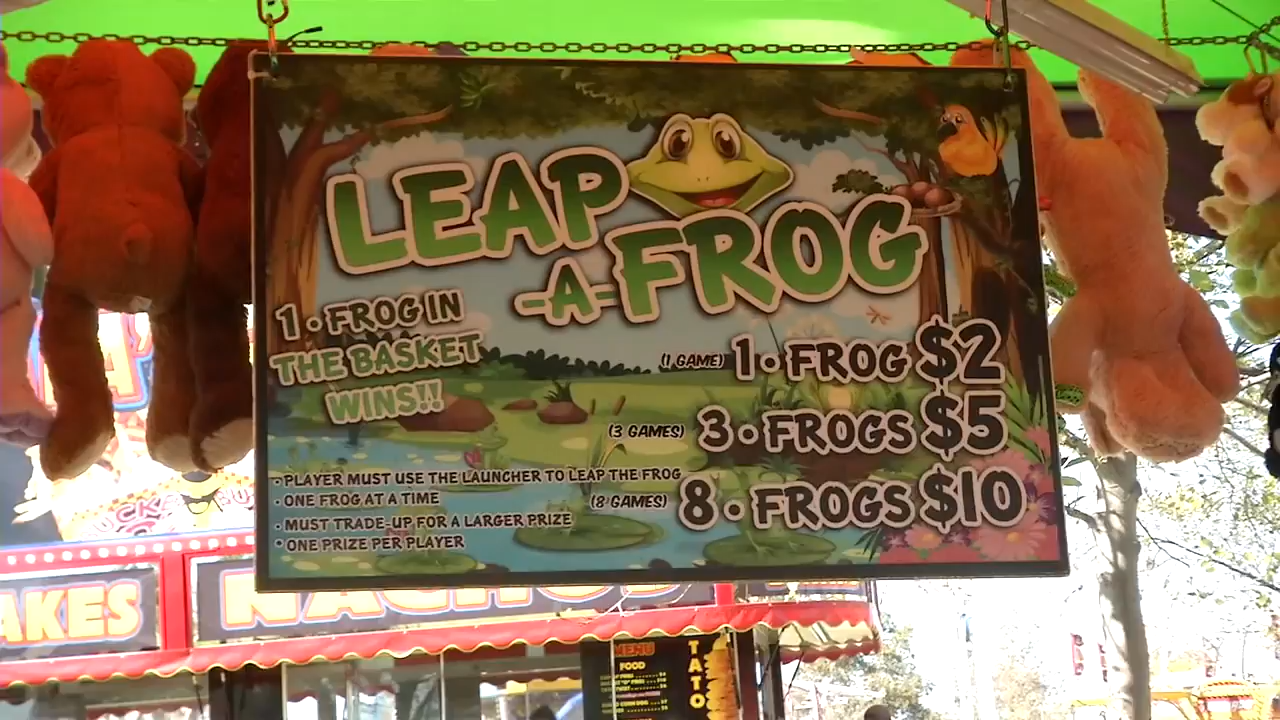 LEAP
-A-FROG
1 • FROG IN
THE BASKET
WINS!!
(1 GAME) 1 • FROG $2
(3 GAMES) 3 • FROGS $5
(8 GAMES) 8 • FROGS $10
• PLAYER MUST USE THE LAUNCHER TO LEAP THE FROG
• ONE FROG AT A TIME
• MUST TRADE-UP FOR A LARGER PRIZE
• ONE PRIZE PER PLAYER
AKES
NACHOS
MENU
FOOD
TATO